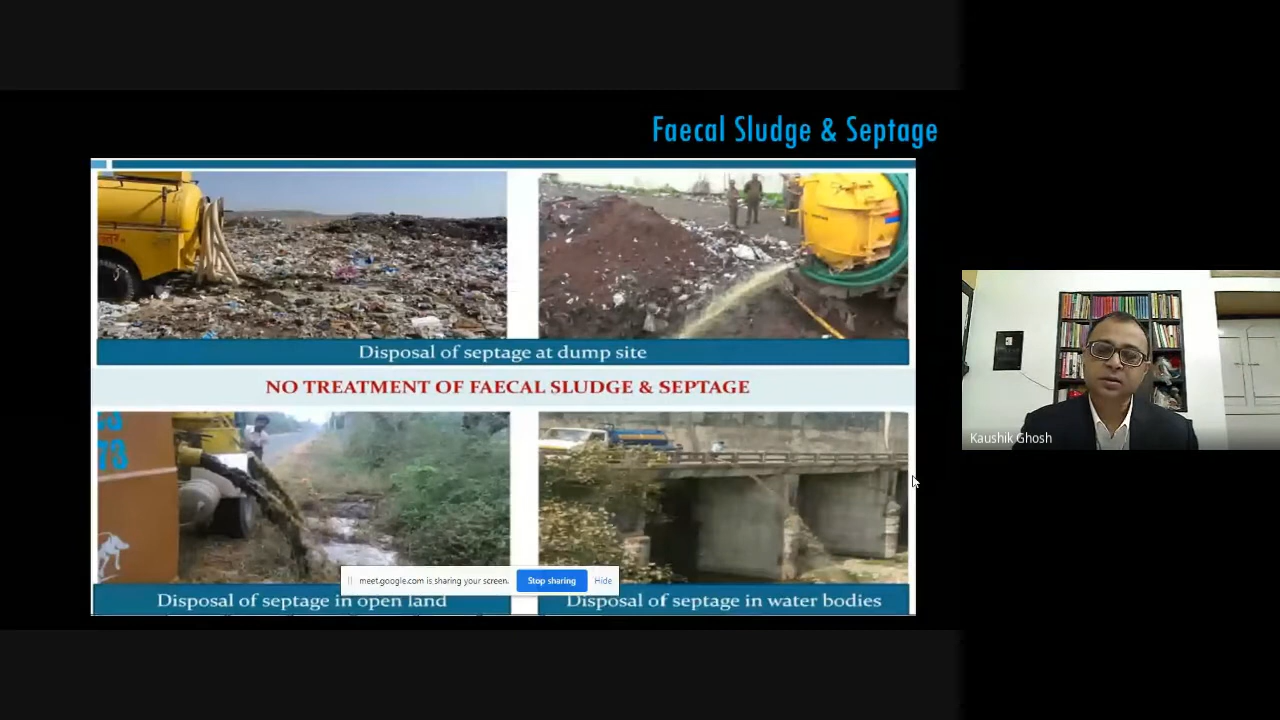 Faecal Sludge & Septage
Disposal of septage at dump site
NO TREATMENT OF FAECAL SLUDGE & SEPTAGE
73
meet.google.com is sharing your screen.
Stop sharing
Hide
Disposal of septage in open land
Disposal of septage in water bodies
Kaushik Ghosh